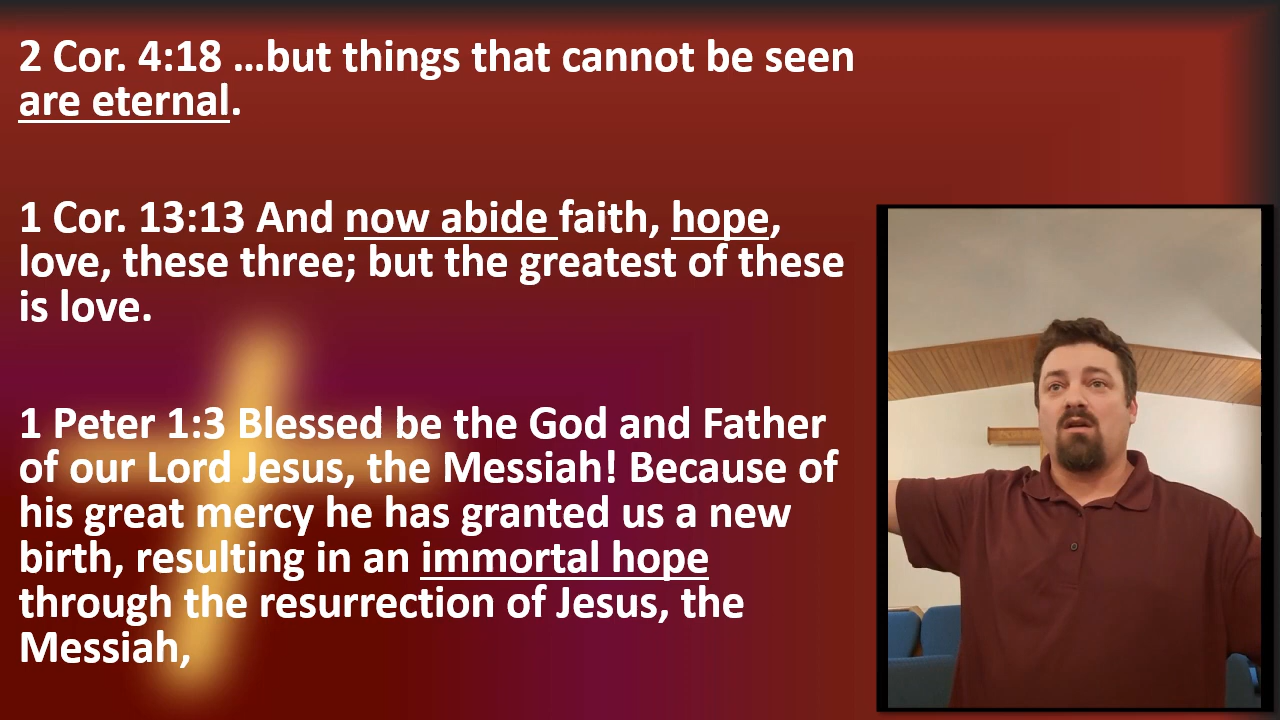 2 Cor. 4:18 …but things that cannot be seen
are eternal.
1 Cor. 13:13 And now abide faith, hope,
love, these three; but the greatest of these
is love.
1 Peter 1:3 Blessed be the God and Father
of our Lord Jesus, the Messiah! Because of
his great mercy he has granted us a new
birth, resulting in an immortal hope
through the resurrection of Jesus, the
Messiah,